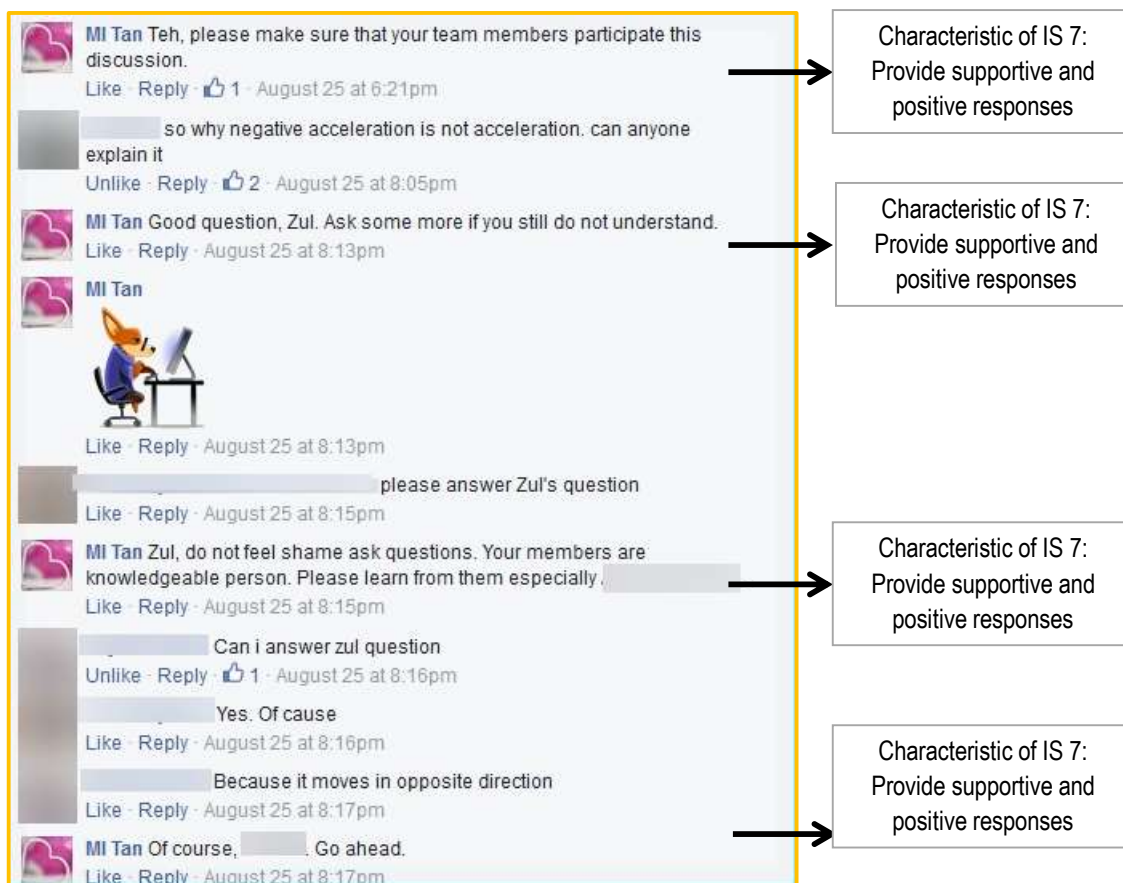 MI Tan Teh, please make sure that your team members participate this
discussion.
Like · Reply · 1 · August 25 at 6:21pm
Characteristic of IS 7:
Provide supportive and
positive responses
so why negative acceleration is not acceleration. can anyone
explain it
Unlike · Reply · 2 · August 25 at 8:05pm
MI Tan Good question, Zul. Ask some more if you still do not understand.
Like · Reply · August 25 at 8:13pm
Characteristic of IS 7:
Provide supportive and
positive responses
MI Tan
Like · Reply · August 25 at 8:13pm
please answer Zul's question
Like · Reply · August 25 at 8:15pm
MI Tan Zul, do not feel shame ask questions. Your members are
knowledgeable person. Please learn from them especially
Like · Reply · August 25 at 8:15pm
Characteristic of IS 7:
Provide supportive and
positive responses
Can i answer zul question
Unlike · Reply · 1 · August 25 at 8:16pm
Yes. Of cause
Like · Reply · August 25 at 8:16pm
Because it moves in opposite direction
Like · Reply · August 25 at 8:17pm
MI Tan Of course, . Go ahead.
Like · Reply · August 25 at 8:17pm
Characteristic of IS 7:
Provide supportive and
positive responses